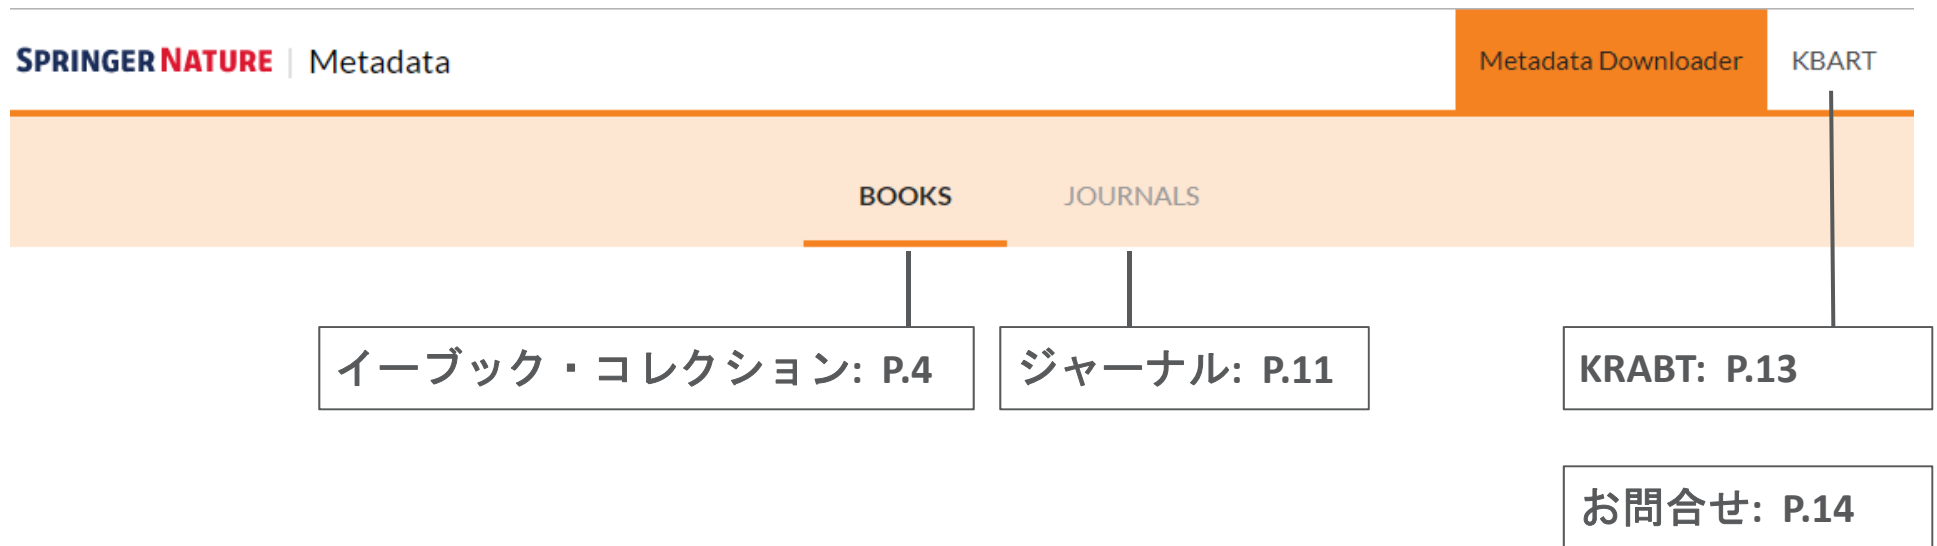 SPRINGER NATURE | Metadata
Metadata Downloader
KBART
BOOKS
JOURNALS
イーブック・コレクション: P.4
ジャーナル: P.11
KRABT: P.13
お問合せ: P.14